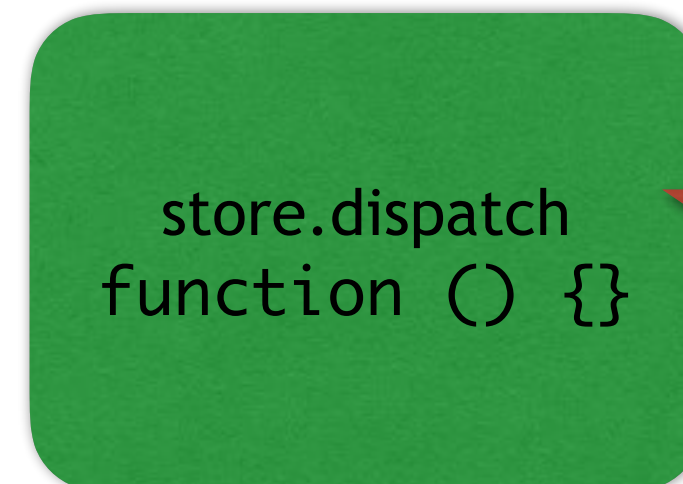 store.dispatch
function () {}